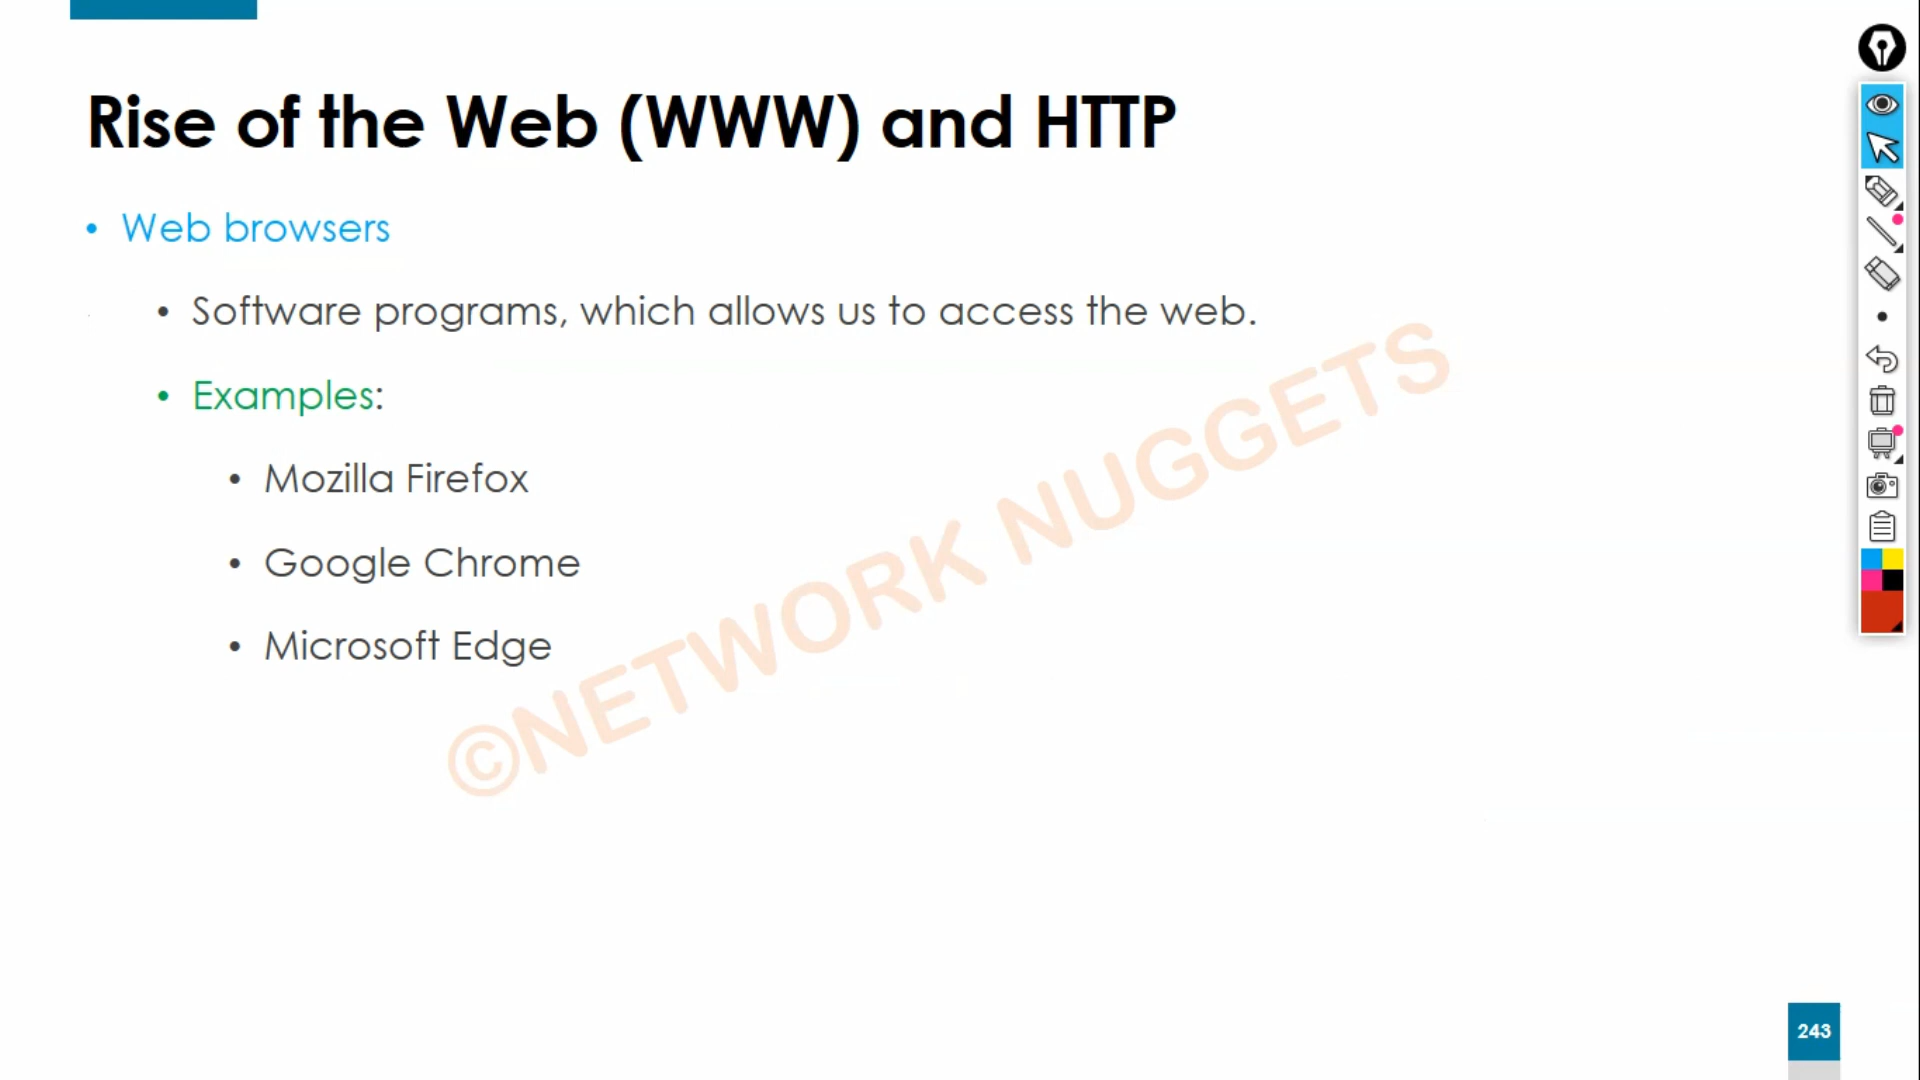 Rise of the Web (WWW) and HTTP
• Web browsers
• Software programs, which allows us to access the web.
• Examples:
• Mozilla Firefox
• Google Chrome
• Microsoft Edge
©NETWORK NUGGETS
243